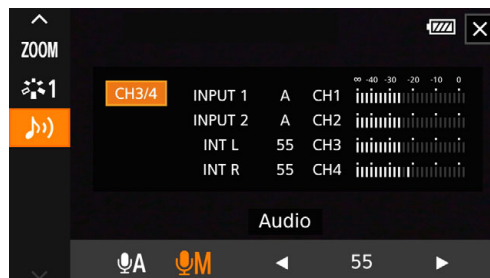 ZOOM
1
CH3/4
∞ -40 -30 -20 -10 0
INPUT 1 A CH1
INPUT 2 A CH2
INT L 55 CH3
INT R 55 CH4
Audio
A M 55